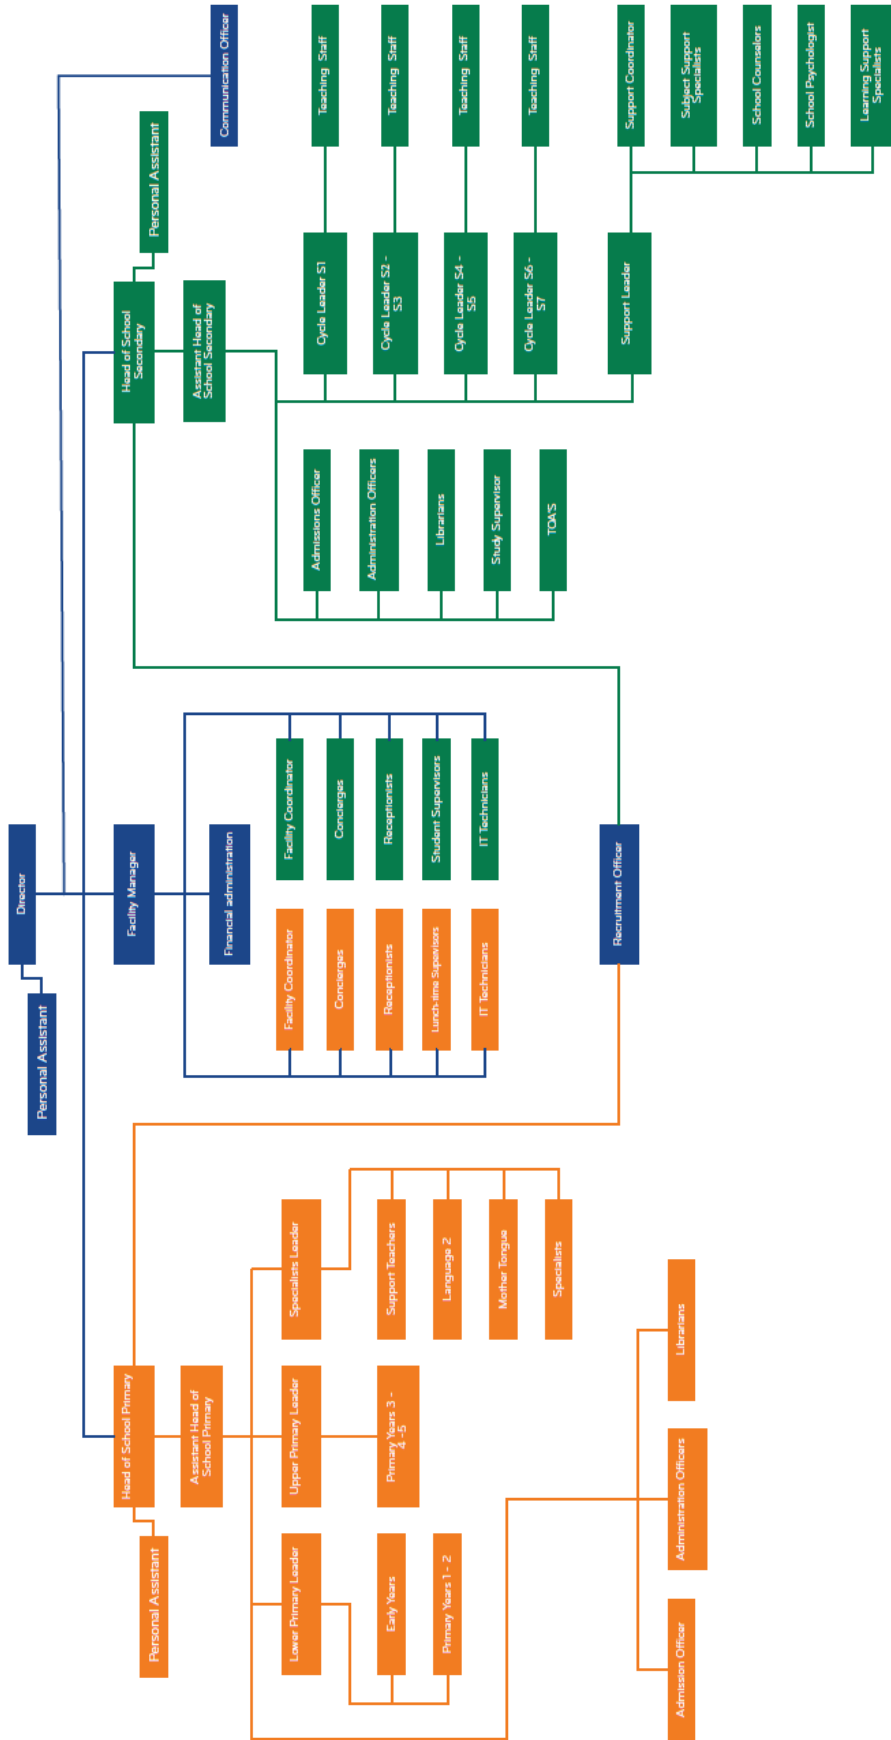 Director
Personal Assistant
Communication Officer
Head of School Primary
Personal Assistant
Facility Manager
Head of School
Secondary
Personal Assistant
Assistant Head of
School Primary
Financial administration
Assistant Head of
School Secondary
Lower Primary Leader
Upper Primary Leader
Specialists Leader
Early Years
Primary Years 1 - 2
Primary Years 3 -
4 -5
Support Teachers
Language 2
Mother Tongue
Specialists
Admission Officer
Administration Officers
Librarians
Facility Coordinator
Concierges
Receptionists
Lunch-time Supervisors
IT Technicians
Facility Coordinator
Concierges
Receptionists
Student Supervisors
IT Technicians
Recruitment Officer
Admissions Officer
Administration Officers
Librarians
Study Supervisor
TOA'S
Cycle Leader S1
Teaching Staff
Cycle Leader S2 -
S3
Teaching Staff
Cycle Leader S4 -
S5
Teaching Staff
Cycle Leader S6 -
S7
Teaching Staff
Support Leader
Support Coordinator
Subject Support
Specialists
School Counselors
School Psychologist
Learning Support
Specialists